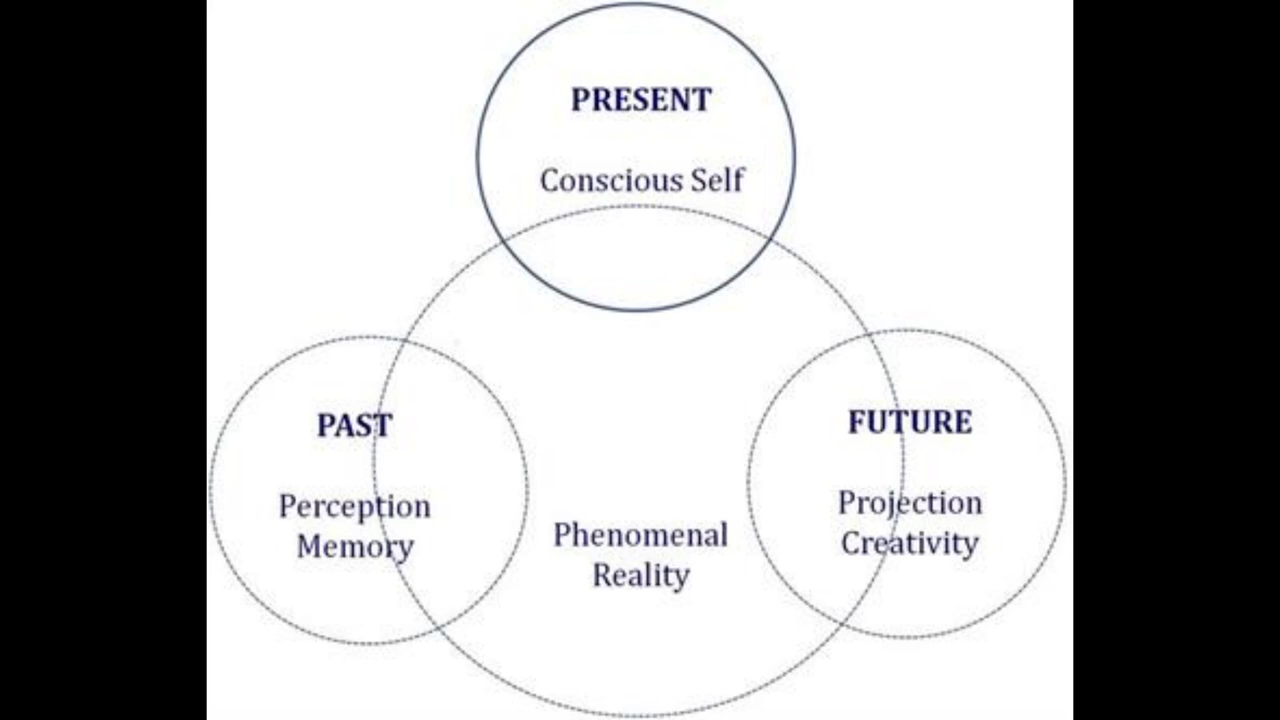 PRESENT
Conscious Self
PAST
Perception
Memory
Phenomenal
Reality
FUTURE
Projection
Creativity